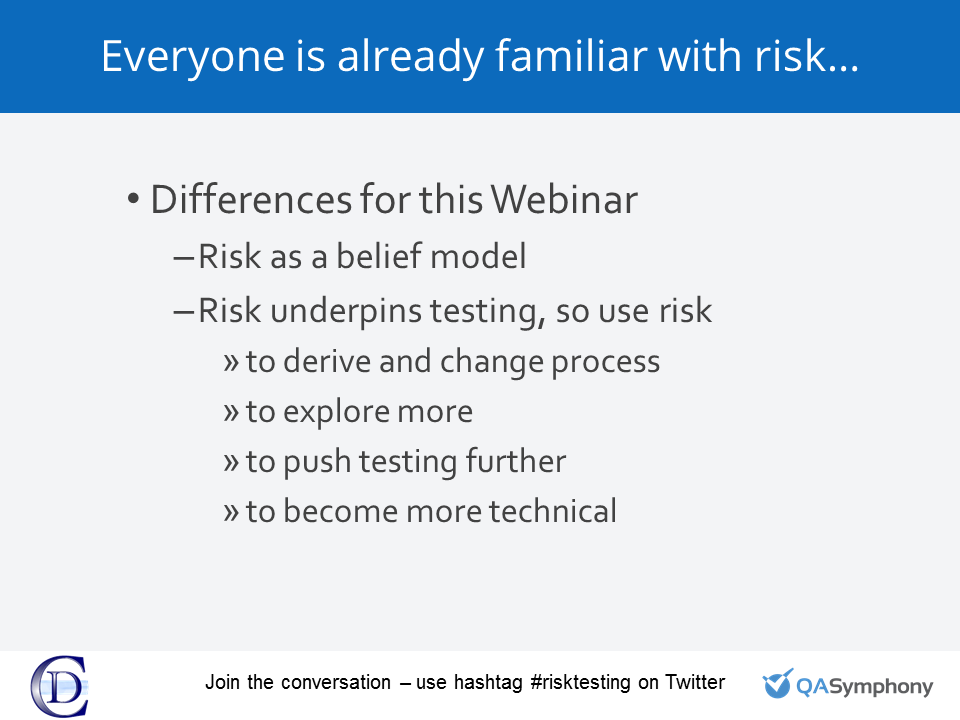 Everyone is already familiar with risk...
• Differences for this Webinar
–Risk as a belief model
–Risk underpins testing, so use risk
» to derive and change process
» to explore more
» to push testing further
» to become more technical
CD
Join the conversation – use hashtag #risktesting on Twitter
QASymphony